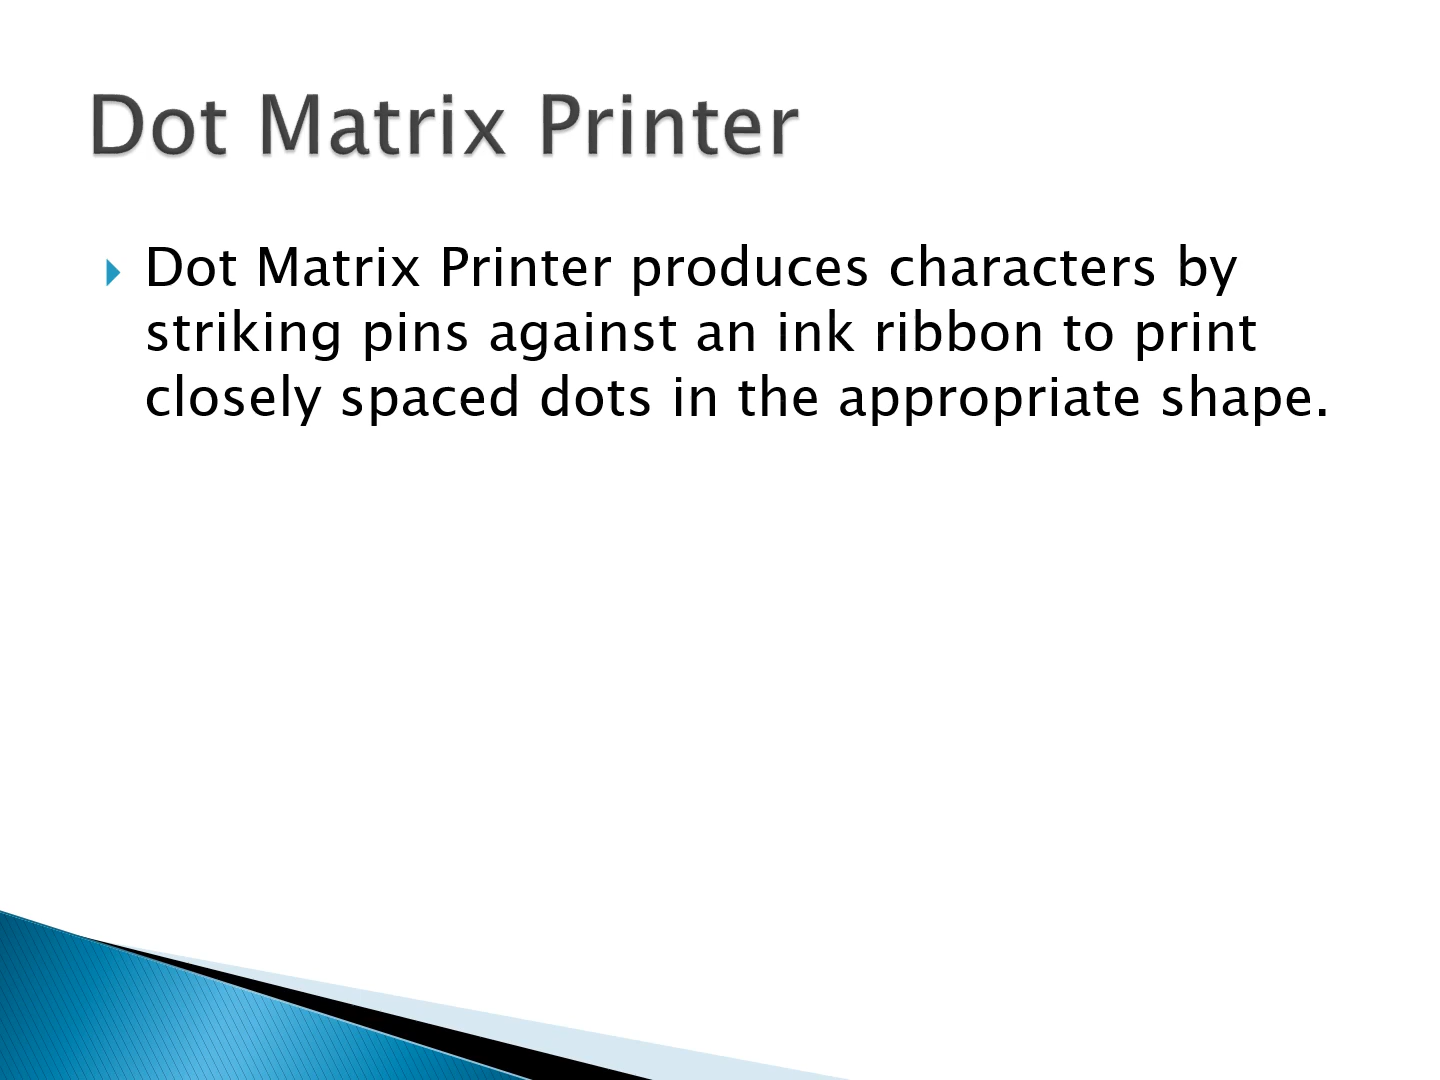 Dot Matrix Printer
Dot Matrix Printer produces characters by
striking pins against an ink ribbon to print
closely spaced dots in the appropriate shape.